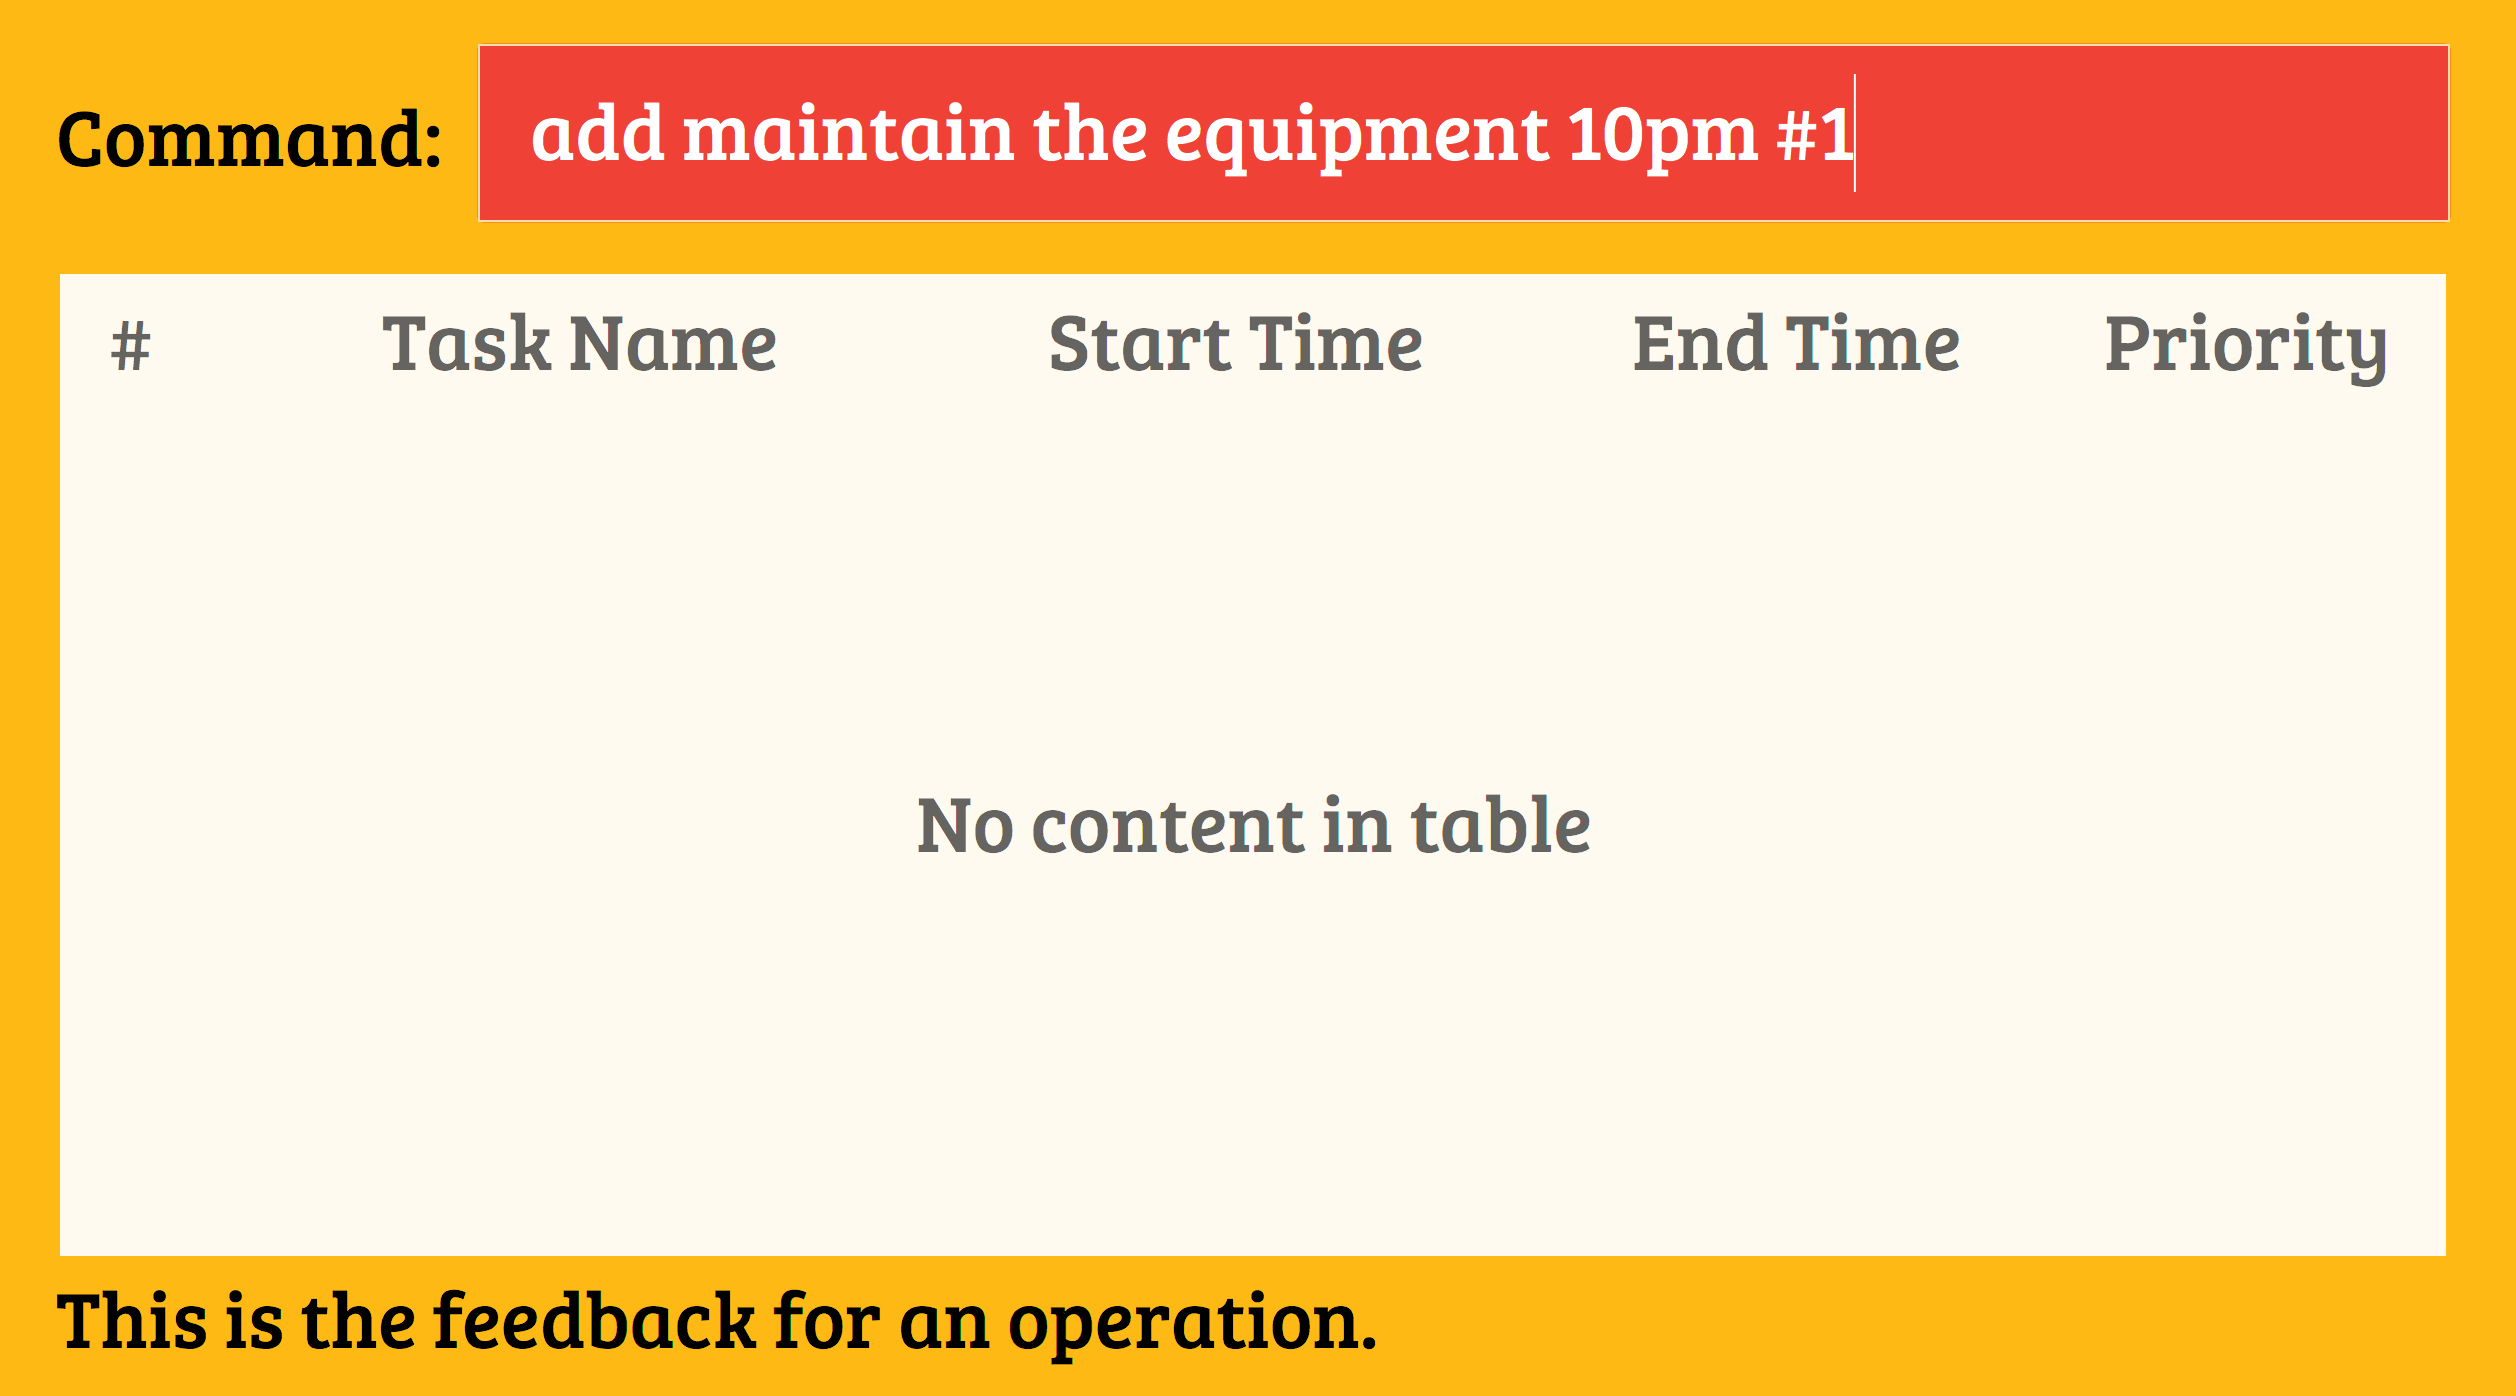 Command: add maintain the equipment 10pm #1
# Task Name Start Time End Time Priority
No content in table
This is the feedback for an operation.